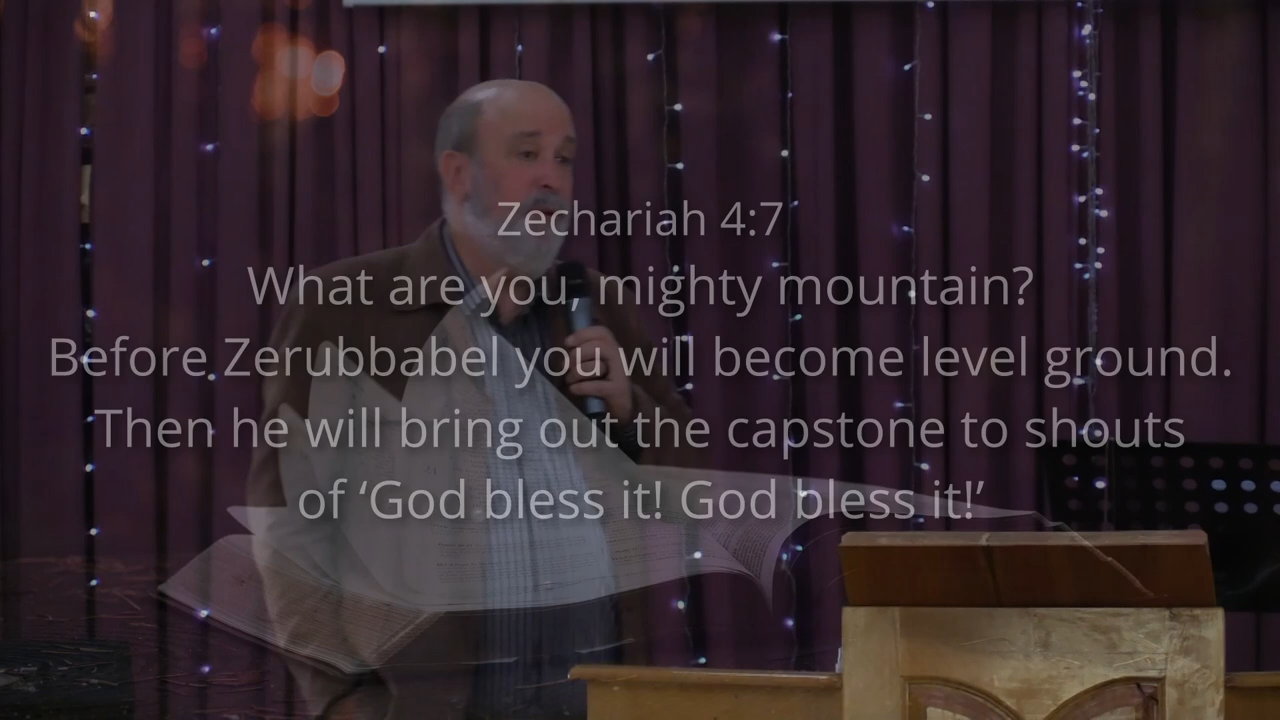 Zechariah 4:7
What are you, mighty mountain?
Before Zerubbabel you will become level ground.
Then he will bring out the capstone to shouts
of ‘God bless it! God bless it!’